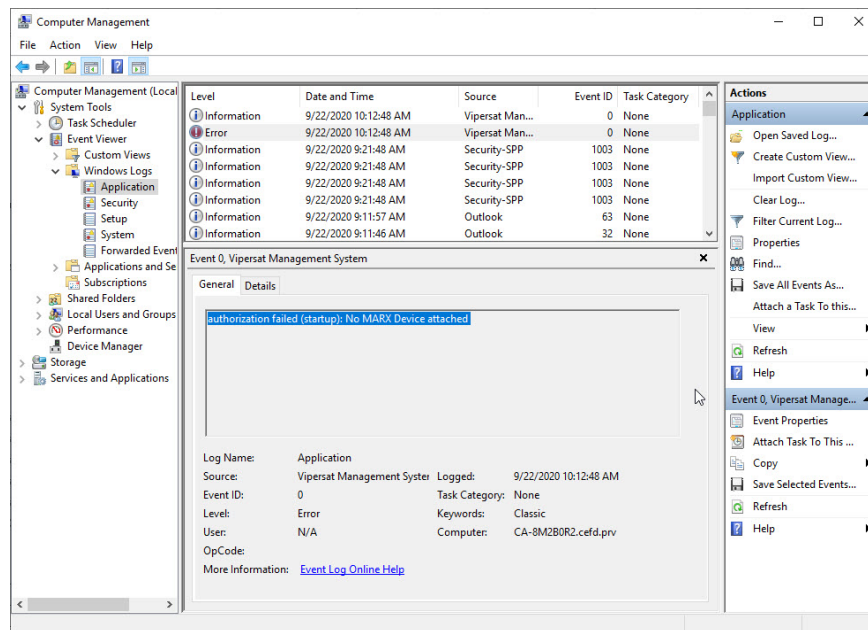 Computer Management
File Action View Help
Computer Management (Local
System Tools
Task Scheduler
Event Viewer
Custom Views
Windows Logs
Application
Security
Setup
System
Forwarded Event
Applications and Se
Subscriptions
Shared Folders
Local Users and Groups
Performance
Device Manager
Storage
Services and Applications
Level Date and Time Source Event ID Task Category
Information 9/22/2020 10:12:48 AM Vipersat Man... 0 None
Error 9/22/2020 10:12:48 AM Vipersat Man... 0 None
Information 9/22/2020 9:21:48 AM Security-SPP 1003 None
Information 9/22/2020 9:21:48 AM Security-SPP 1003 None
Information 9/22/2020 9:21:48 AM Security-SPP 1003 None
Information 9/22/2020 9:21:48 AM Security-SPP 1003 None
Information 9/22/2020 9:11:57 AM Outlook 63 None
Information 9/22/2020 9:11:46 AM Outlook 32 None
Event 0, Vipersat Management System
General Details
authorization failed (startup): No MARX Device attached
Log Name: Application
Source: Vipersat Management Syster Logged: 9/22/2020 10:12:48 AM
Event ID: 0 Task Category: None
Level: Error Keywords: Classic
User: N/A Computer: CA-8M2B0R2.cefd.prv
OpCode:
More Information: Event Log Online Help
Actions
Application
Open Saved Log...
Create Custom View...
Import Custom View...
Clear Log...
Filter Current Log...
Properties
Find...
Save All Events As...
Attach a Task To this...
View
Refresh
Help
Event 0, Vipersat Manage...
Event Properties
Attach Task To This ...
Copy
Save Selected Events...
Refresh
Help